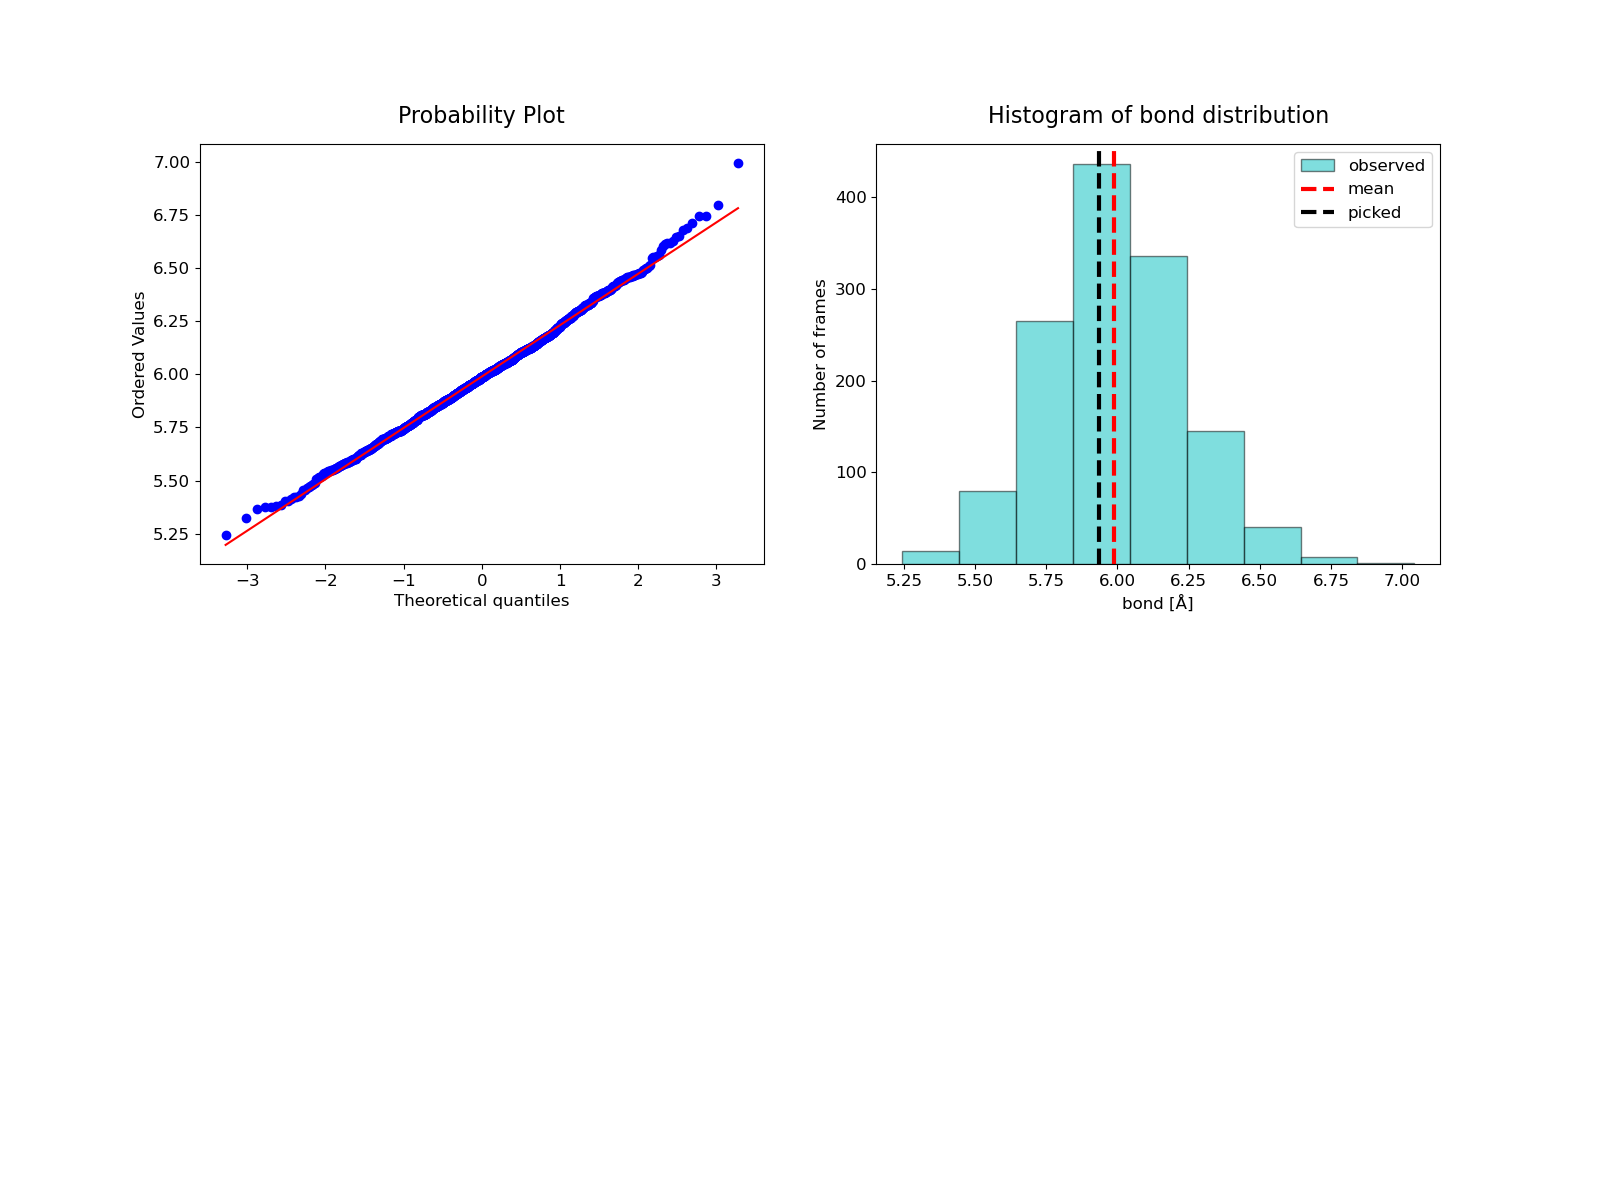 Probability Plot
Ordered Values
7.00
6.75
6.50
6.25
6.00
5.75
5.50
5.25
−3 −2 −1 0 1 2 3
Theoretical quantiles
Histogram of bond distribution
Number of frames
400
300
200
100
0
observed
mean
picked
5.25 5.50 5.75 6.00 6.25 6.50 6.75 7.00
bond [Å]